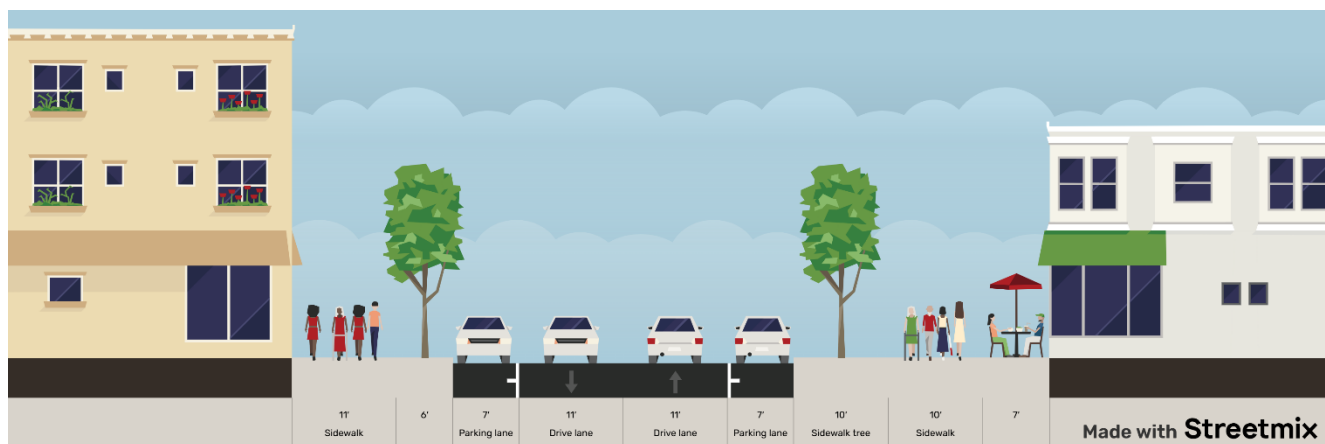 11' 6' 7' 11' 11' 7' 10' 10' 7'
Sidewalk Parking lane Drive lane Drive lane Parking lane Sidewalk tree Sidewalk
Made with Streetmix